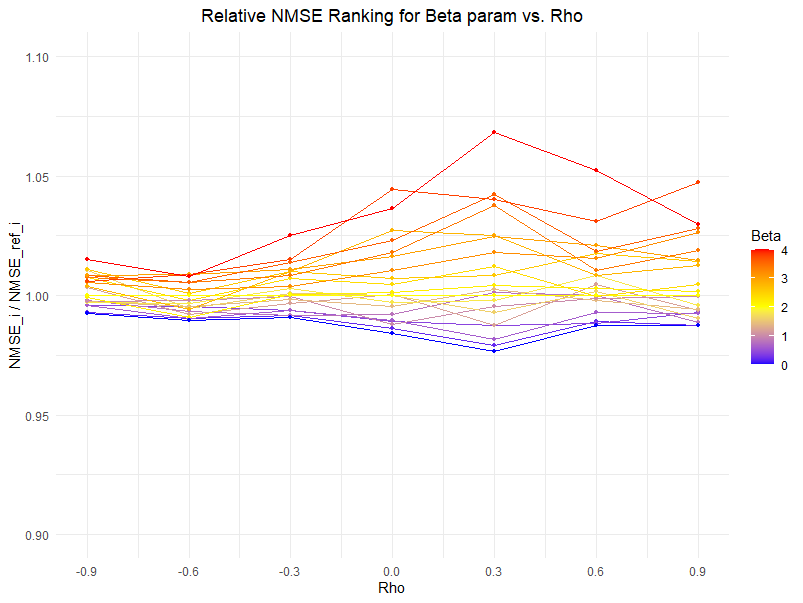 Relative NMSE Ranking for Beta param vs. Rho
NMSE_i / NMSE_ref_i
1.10
1.05
1.00
0.95
0.90
-0.9 -0.6 -0.3 0.0 0.3 0.6 0.9
Rho
Beta
4
3
2
1
0